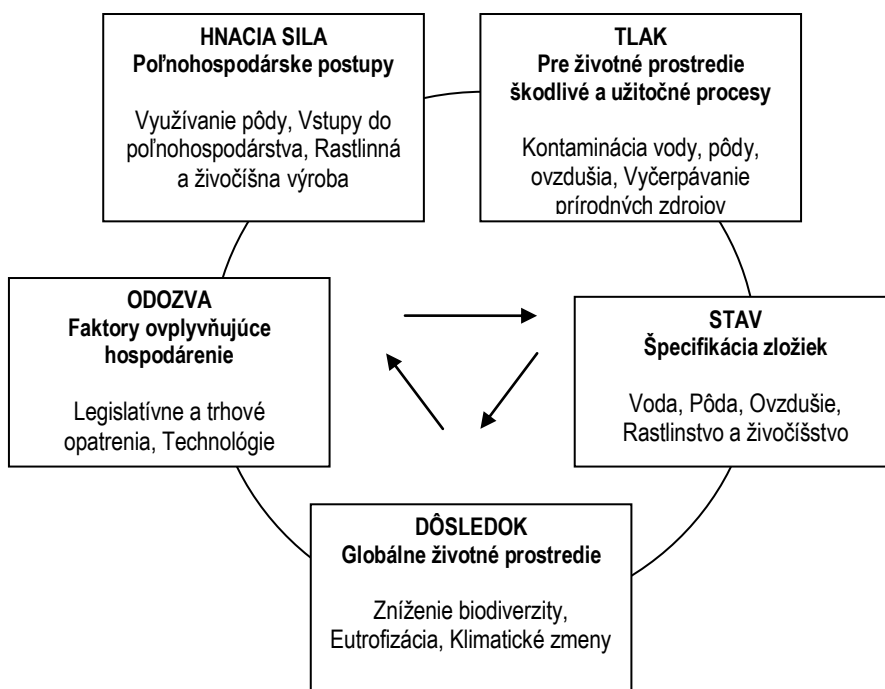 HNACIA SILA
Poľnohospodárske postupy
Využívanie pôdy, Vstupy do
poľnohospodárstva, Rastlinná
a živočíšna výroba
TLAK
Pre životné prostredie
škodlivé a užitočné procesy
Kontaminácia vody, pôdy,
ovzdušia, Vyčerpávanie
prírodných zdrojov
ODOZVA
Faktory ovplyvňujúce
hospodárenie
Legislatívne a trhové
opatrenia, Technológie
STAV
Špecifikácia zložiek
Voda, Pôda, Ovzdušie,
Rastlinstvo a živočíšstvo
DÔSLEDOK
Globálne životné prostredie
Zníženie biodiverzity,
Eutrofizácia, Klimatické zmeny